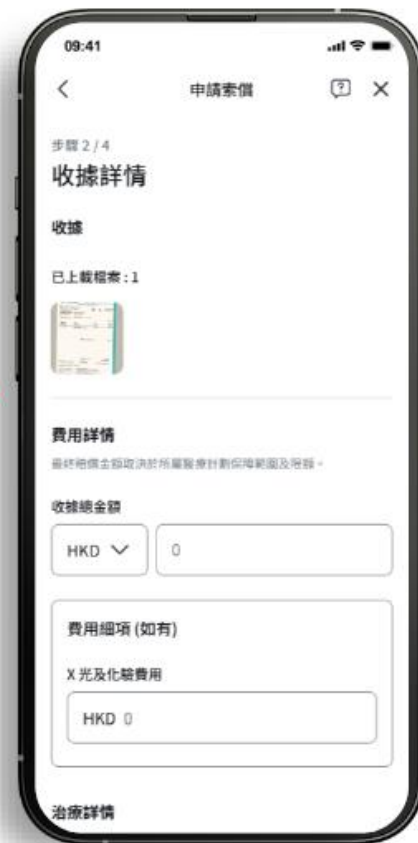 09:41
申請索償
步驟 2 / 4
收據詳情
收據
已上載檔案 : 1
費用詳情
最終賠償金額取決於所屬醫療計劃保障範圍及限額。
收據總金額
HKD 0
費用細項 (如有)
X 光及化驗費用
HKD 0
治療詳情